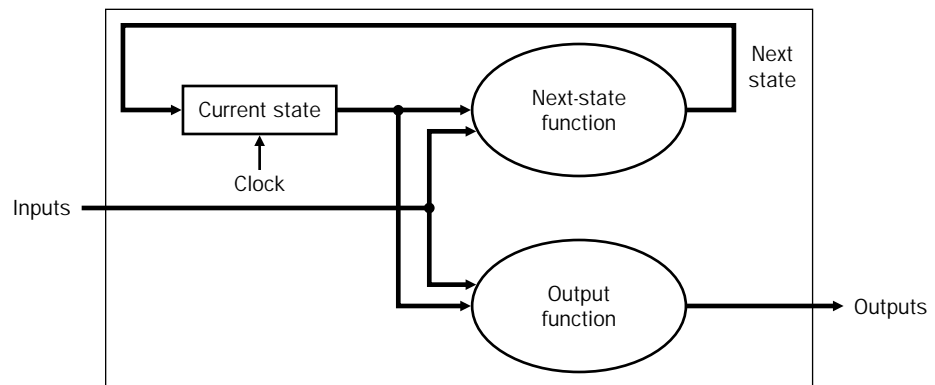 Next
state
Next-state
function
Current state
Clock
Inputs
Output
function
Outputs